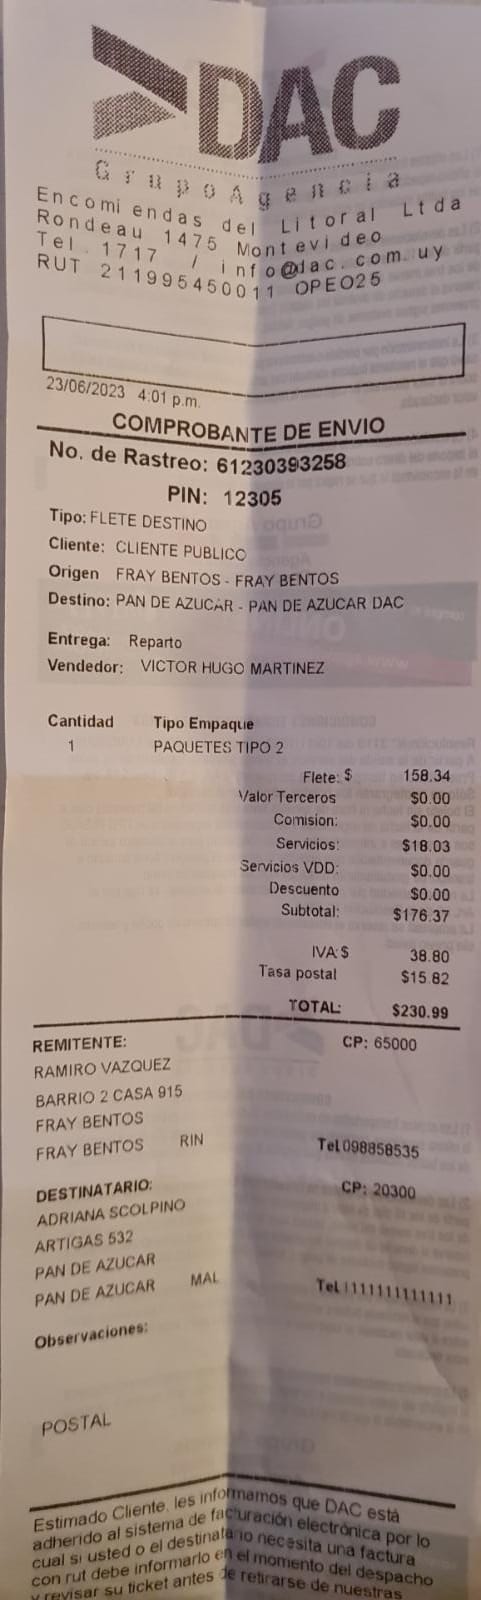 DAC
GrupoAgencia
Encomiendas del Litoral Ltda
Rondeau 1475 Montevideo
Tel. 1717 / info@dac.com.uy
RUT 211995450011 OPEO25
23/06/2023 4:01 p.m.
COMPROBANTE DE ENVIO
No. de Rastreo: 61230393258
PIN: 12305
Tipo: FLETE DESTINO
Cliente: CLIENTE PUBLICO
Origen FRAY BENTOS - FRAY BENTOS
Destino: PAN DE AZUCAR - PAN DE AZUCAR DAC
Entrega: Reparto
Vendedor: VICTOR HUGO MARTINEZ
Cantidad Tipo Empaque
1 PAQUETES TIPO 2
Flete: $ 158.34
Valor Terceros $0.00
Comision: $0.00
Servicios: $18.03
Servicios VDD: $0.00
Descuento $0.00
Subtotal: $176.37
IVA:$ 38.80
Tasa postal $15.82
TOTAL: $230.99
REMITENTE: CP: 65000
RAMIRO VAZQUEZ
BARRIO 2 CASA 915
FRAY BENTOS
FRAY BENTOS RIN Tel 098858535
DESTINATARIO: CP: 20300
ADRIANA SCOLPINO
ARTIGAS 532
PAN DE AZUCAR
PAN DE AZUCAR MAL Tel 111111111111
Observaciones:
POSTAL
Estimado Cliente, les informamos que DAC está
adherido al sistema de facturación electrónica por lo
cual si usted o el destinatario necesita una factura
con rut debe informarlo en el momento del despacho
y revisar su ticket antes de retirarse de nuestras